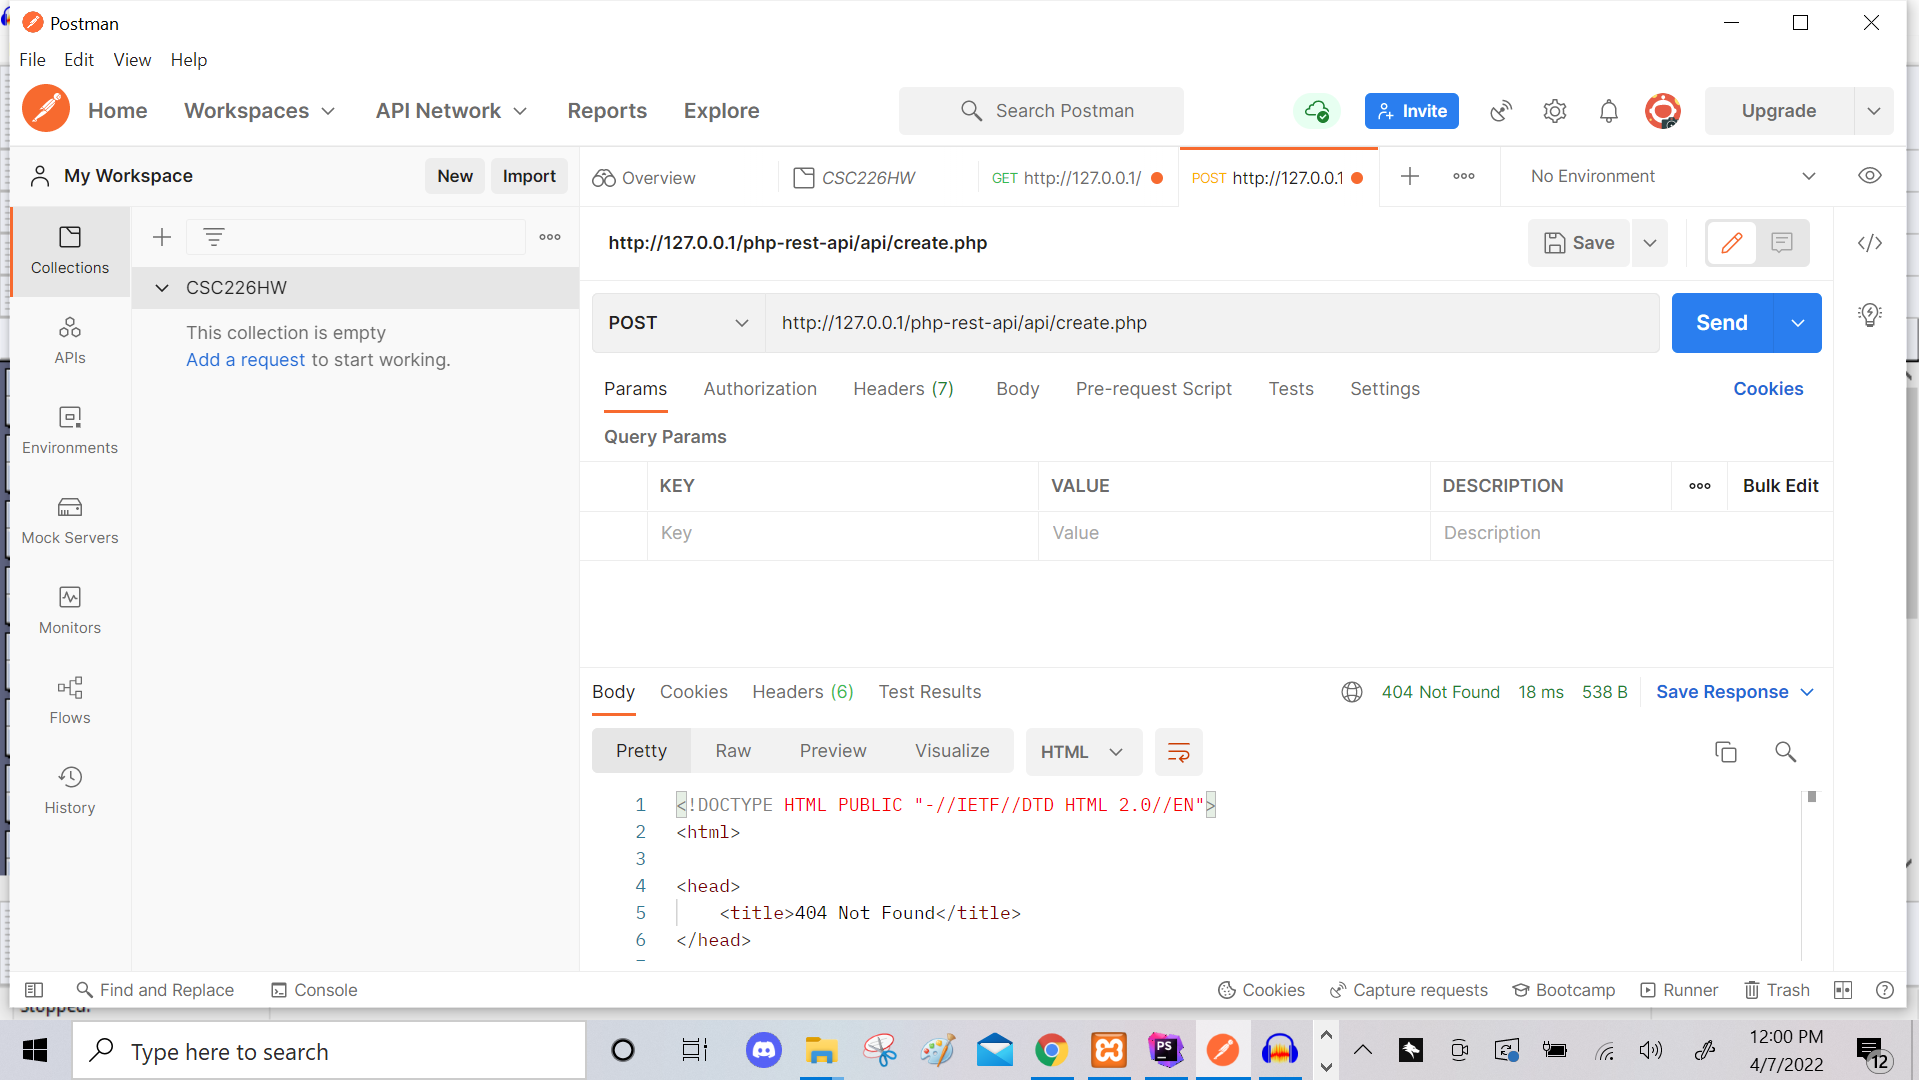 Postman
File Edit View Help
Home Workspaces API Network Reports Explore Search Postman Invite Upgrade
My Workspace New Import Overview CSC226HW GET http://127.0.0.1/ POST http://127.0.0.1 No Environment
http://127.0.0.1/php-rest-api/api/create.php Save
Collections
CSC226HW
This collection is empty
Add a request to start working.
APIs
Environments
Mock Servers
Monitors
Flows
History
POST http://127.0.0.1/php-rest-api/api/create.php Send
Params Authorization Headers (7) Body Pre-request Script Tests Settings Cookies
Query Params
KEY VALUE DESCRIPTION Bulk Edit
Key Value Description
Body Cookies Headers (6) Test Results 404 Not Found 18 ms 538 B Save Response
Pretty Raw Preview Visualize HTML
1 <!DOCTYPE HTML PUBLIC "-//IETF//DTD HTML 2.0//EN">
2 <html>
3
4 <head>
5 <title>404 Not Found</title>
6 </head>
Find and Replace Console Cookies Capture requests Bootcamp Runner Trash
Stopped.
Type here to search PS 12:00 PM
4/7/2022 12